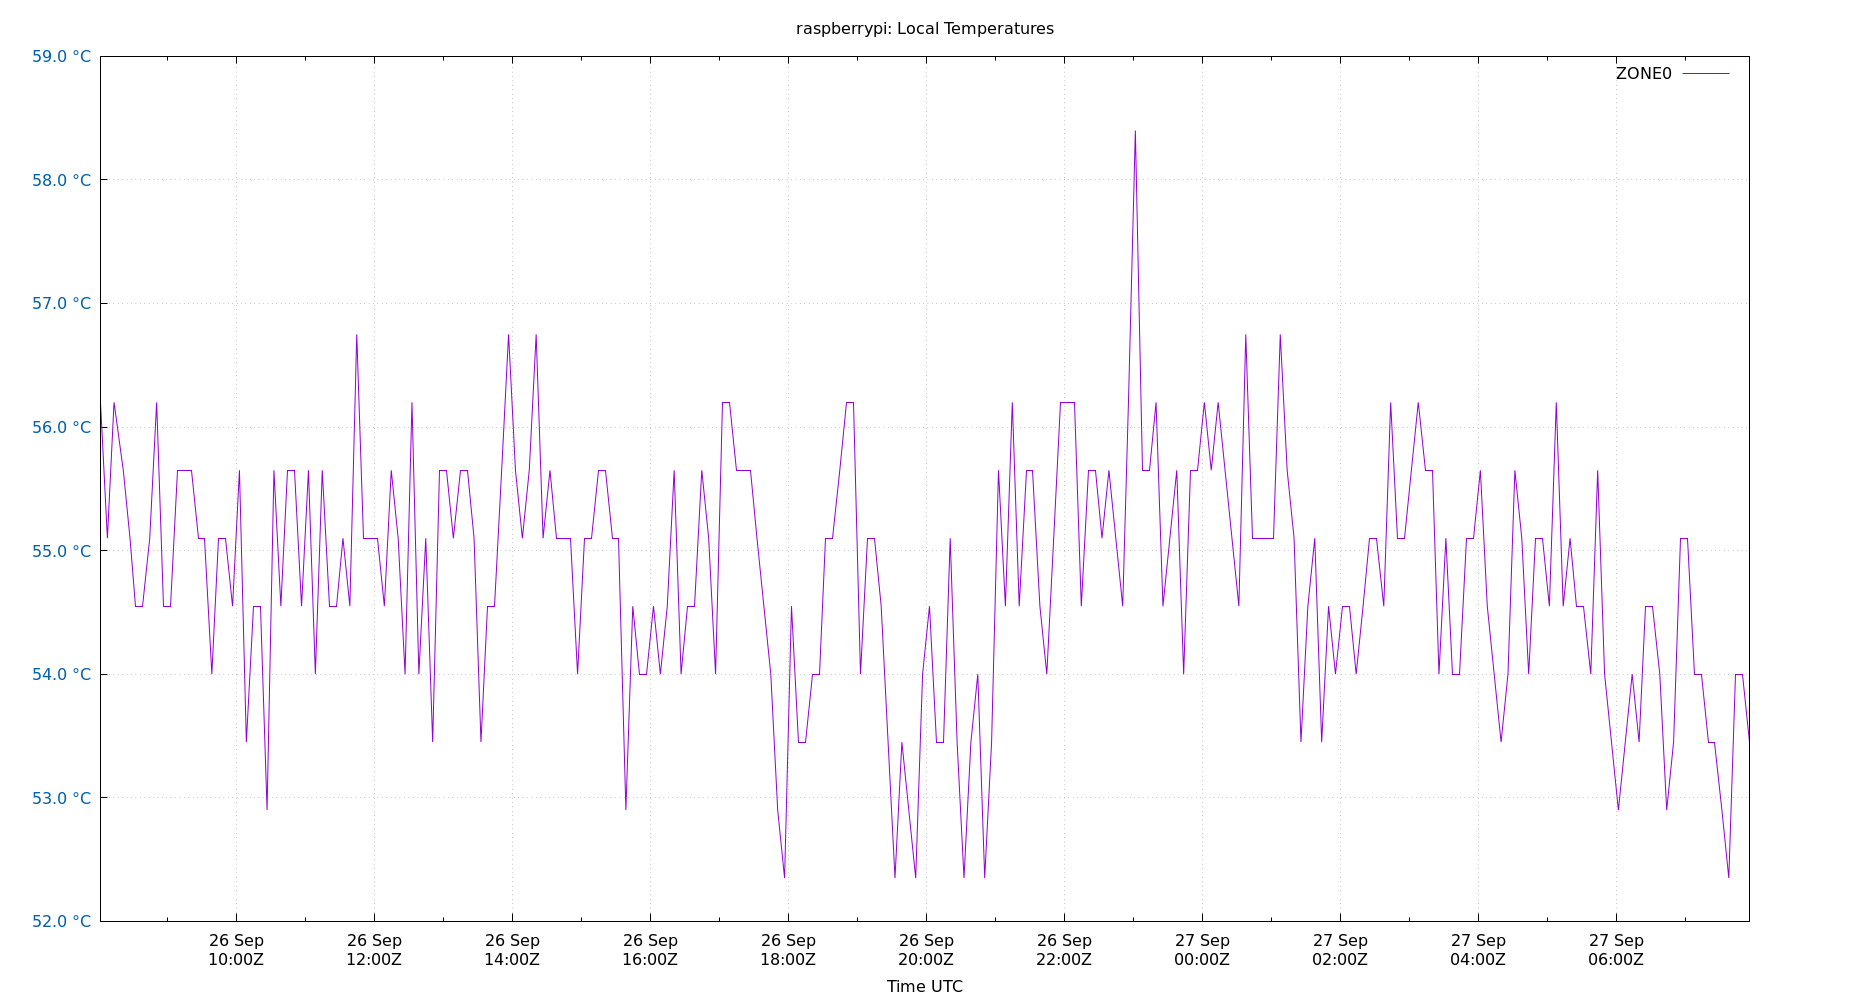 raspberrypi: Local Temperatures
59.0 °C
58.0 °C
57.0 °C
56.0 °C
55.0 °C
54.0 °C
53.0 °C
52.0 °C
ZONE0
26 Sep
10:00Z
26 Sep
12:00Z
26 Sep
14:00Z
26 Sep
16:00Z
26 Sep
18:00Z
26 Sep
20:00Z
26 Sep
22:00Z
27 Sep
00:00Z
27 Sep
02:00Z
27 Sep
04:00Z
27 Sep
06:00Z
Time UTC